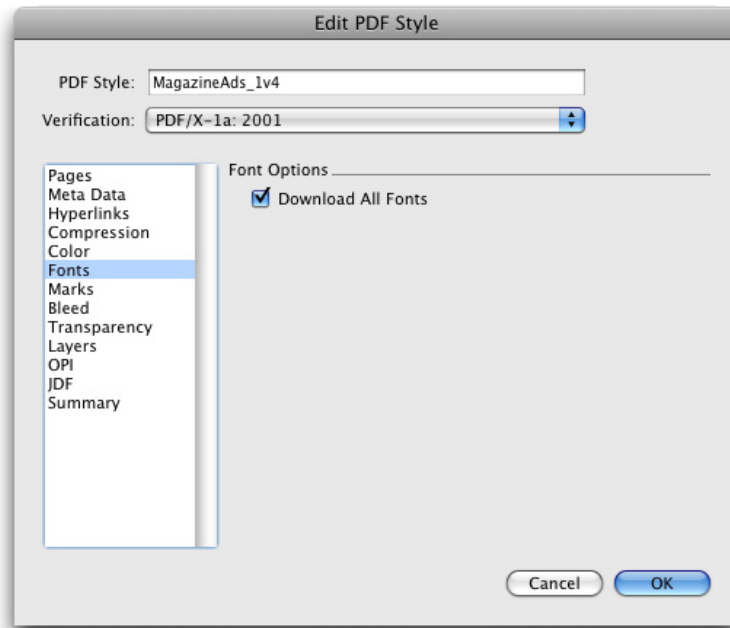 Edit PDF Style
PDF Style: MagazineAds_1v4
Verification: PDF/X-1a: 2001
Pages
Meta Data
Hyperlinks
Compression
Color
Fonts
Marks
Bleed
Transparency
Layers
OPI
JDF
Summary
Font Options
Download All Fonts
Cancel OK